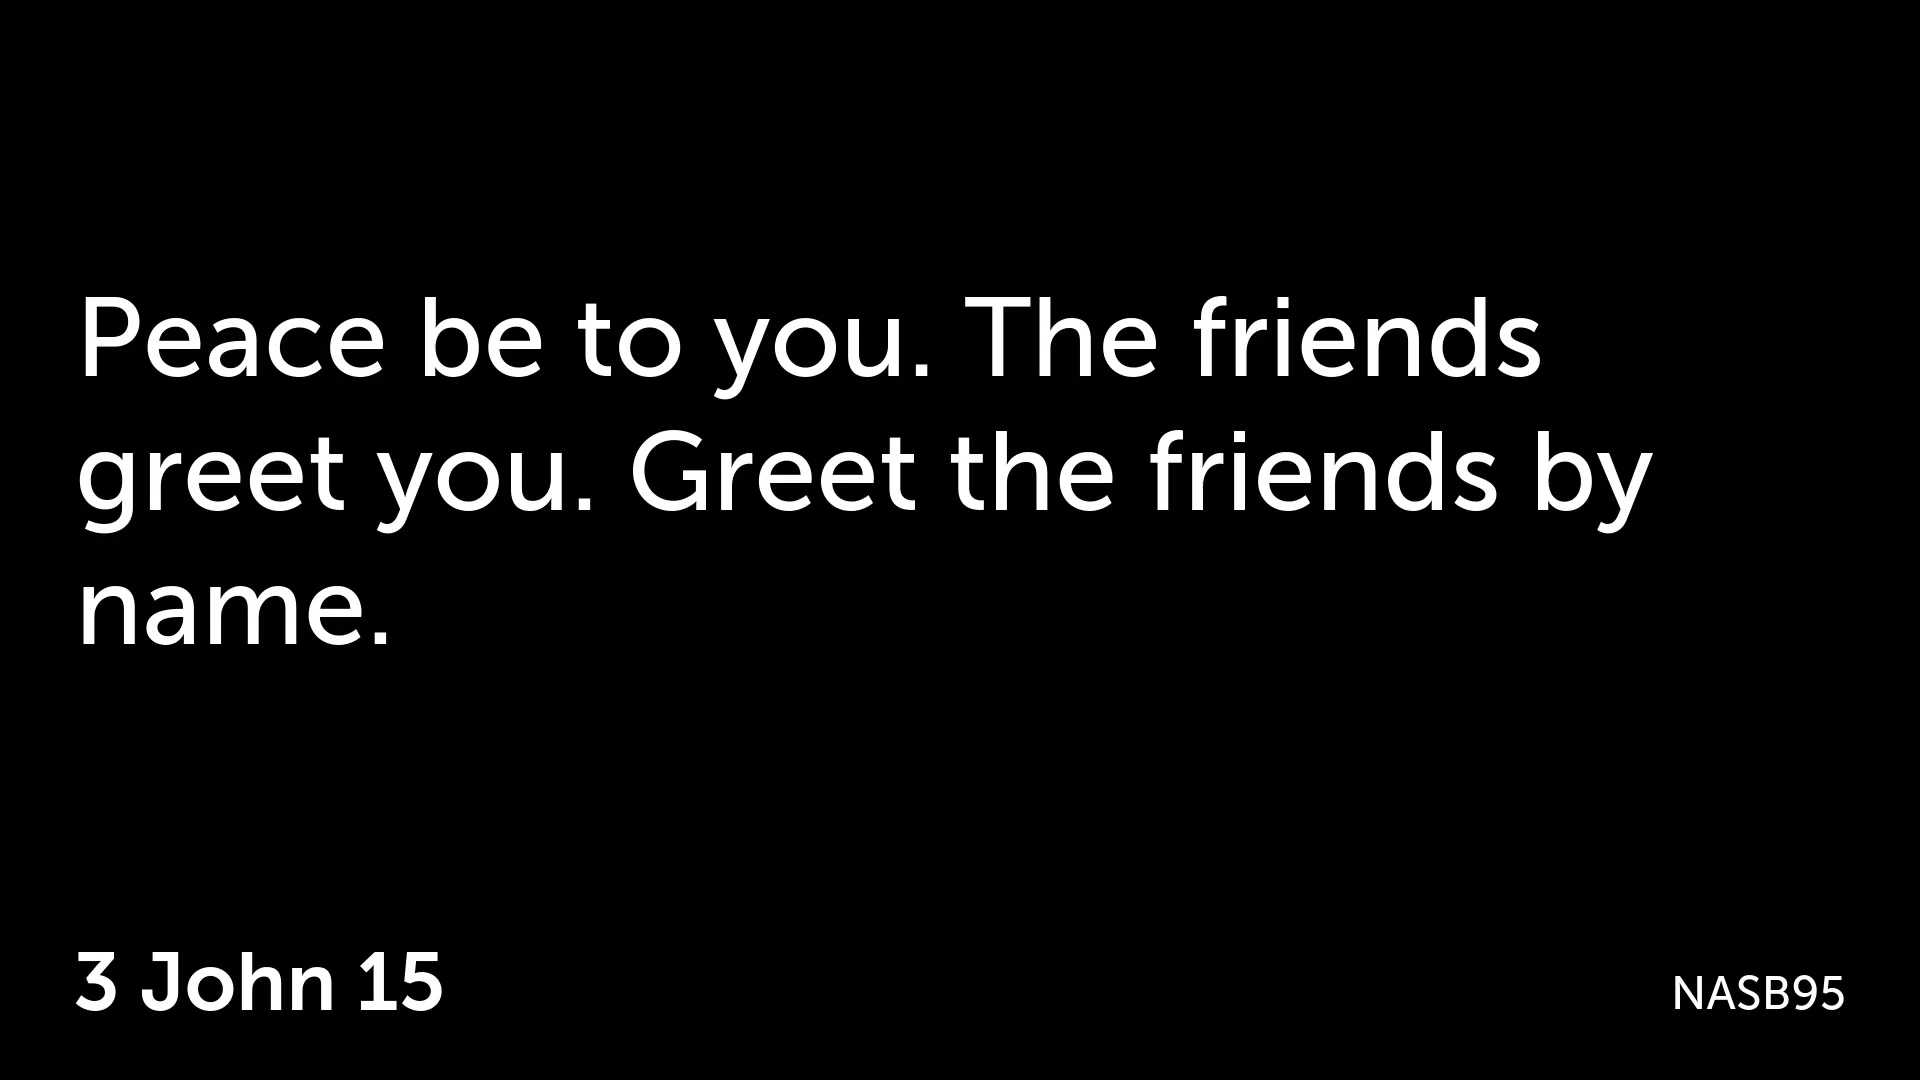 Peace be to you. The friends
greet you. Greet the friends by
name.
3 John 15
NASB95